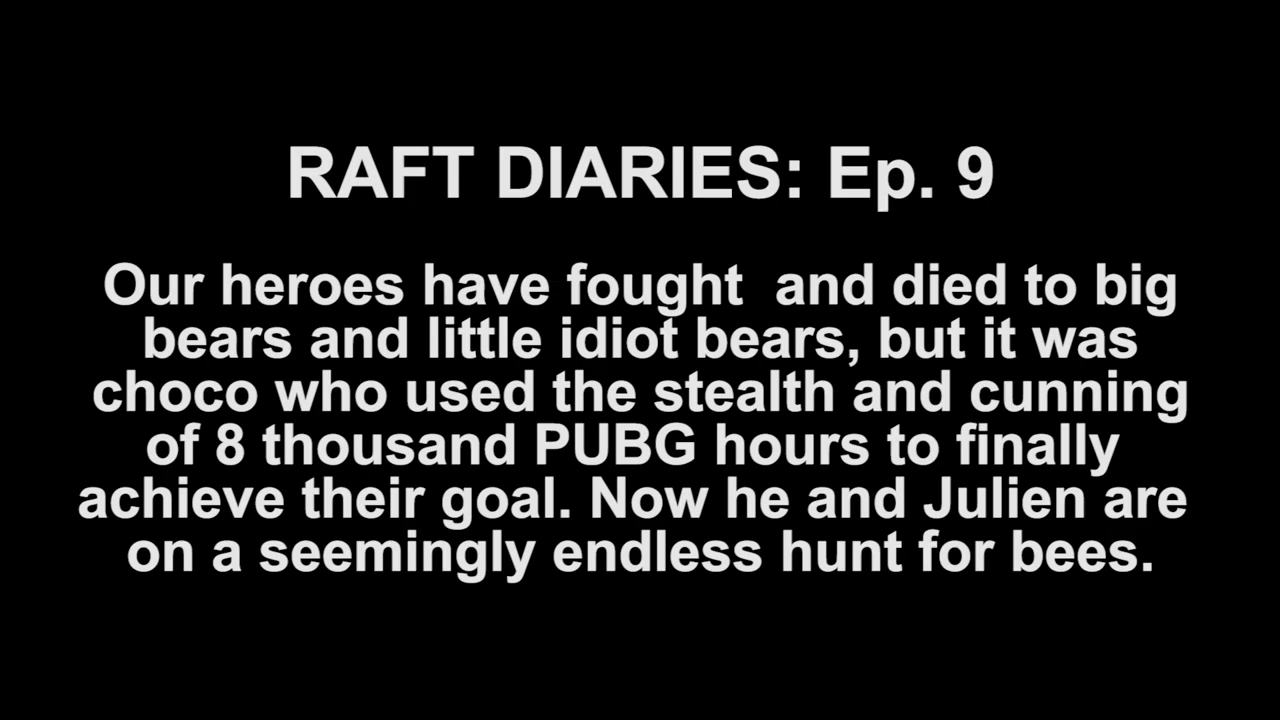 RAFT DIARIES: Ep. 9
Our heroes have fought  and died to big
bears and little idiot bears, but it was
choco who used the stealth and cunning
of 8 thousand PUBG hours to finally
achieve their goal. Now he and Julien are
on a seemingly endless hunt for bees.